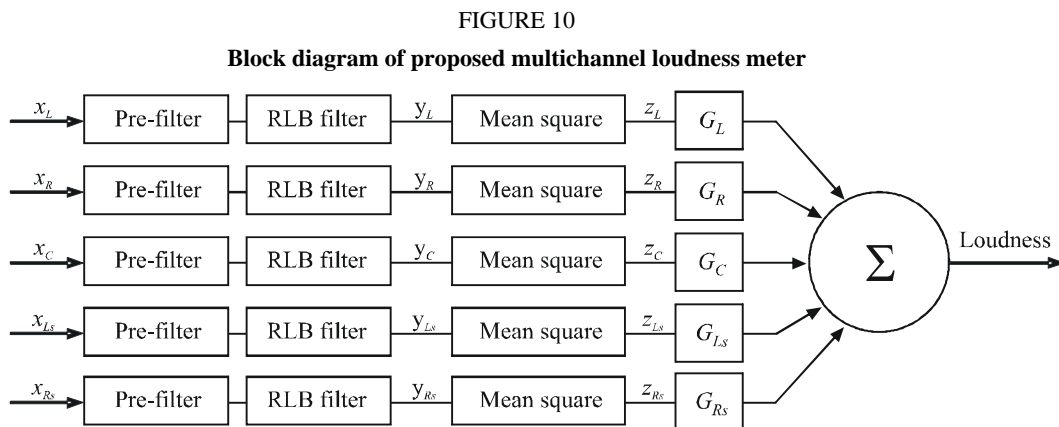 FIGURE 10
Block diagram of proposed multichannel loudness meter
x_L Pre-filter RLB filter y_L Mean square z_L G_L
x_R Pre-filter RLB filter y_R Mean square z_R G_R
x_C Pre-filter RLB filter y_C Mean square z_C G_C
Σ
Loudness
x_Ls Pre-filter RLB filter y_Ls Mean square z_Ls G_Ls
x_Rs Pre-filter RLB filter y_Rs Mean square z_Rs G_Rs